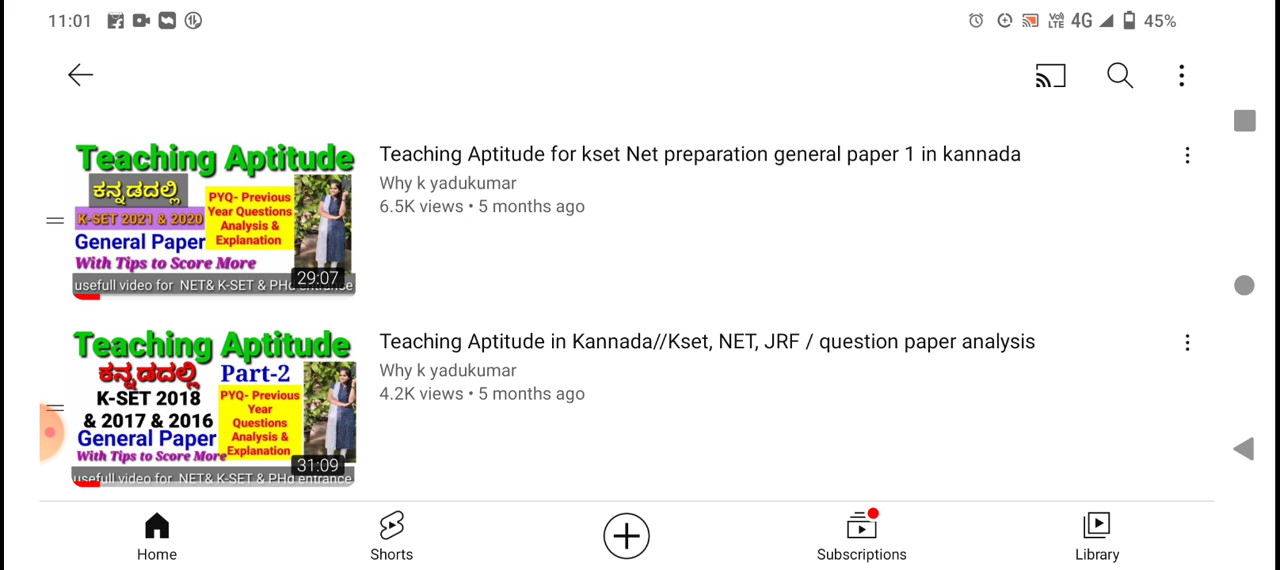 11:01
Vo)) LTE 4G 45%
Teaching Aptitude
ಕನ್ನಡದಲ್ಲಿ
K-SET 2021 & 2020
General Paper
With Tips to Score More
PYQ- Previous
Year Questions
Analysis &
Explanation
usefull video for NET& K-SET & PHd entrance
29:07
Teaching Aptitude for kset Net preparation general paper 1 in kannada
Why k yadukumar
6.5K views • 5 months ago
Teaching Aptitude
ಕನ್ನಡದಲ್ಲಿ Part-2
K-SET 2018
& 2017 & 2016
General Paper
With Tips to Score More
PYQ- Previous
Year
Questions
Analysis &
Explanation
usefull video for NET& K-SET & PHd entrance
31:09
Teaching Aptitude in Kannada//Kset, NET, JRF / question paper analysis
Why k yadukumar
4.2K views • 5 months ago
Home
Shorts
Subscriptions
Library